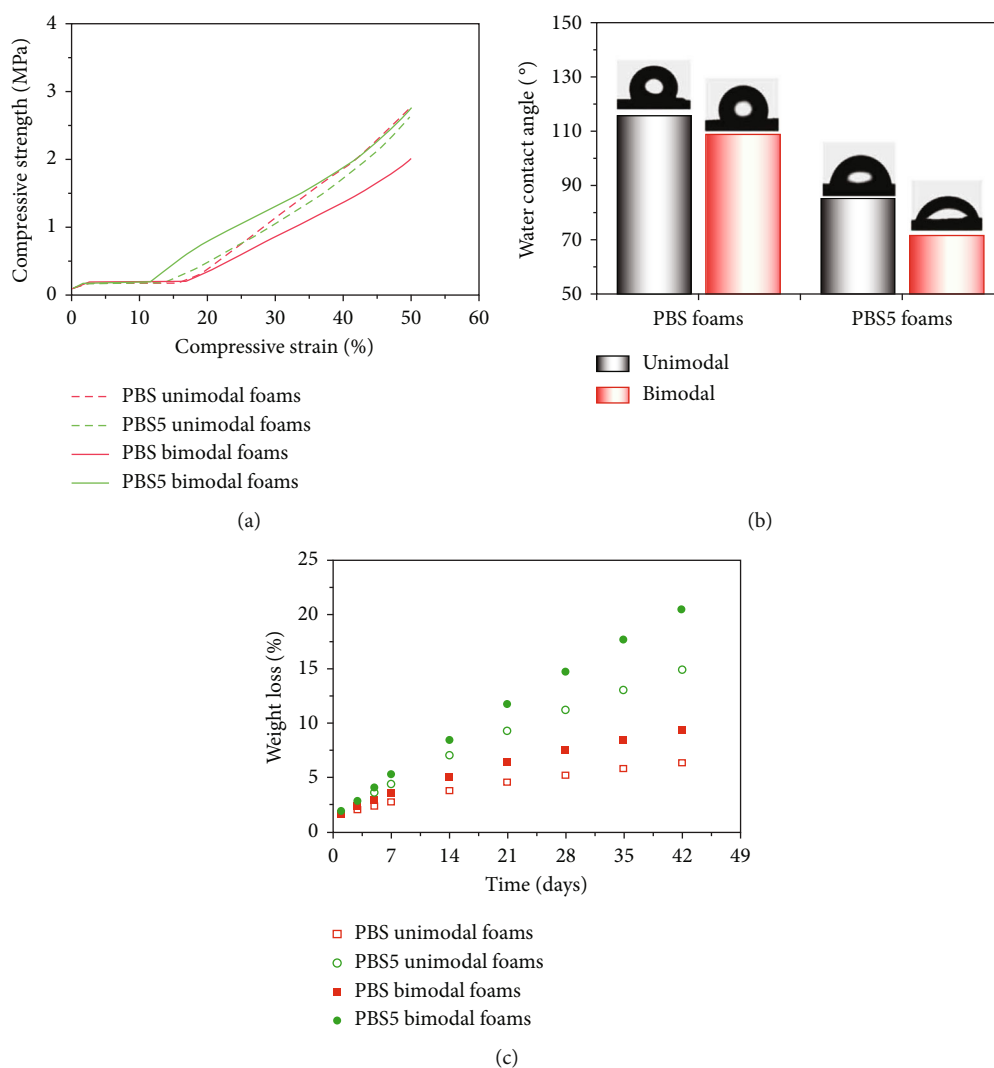 4
3
2
1
0
Compressive strength (MPa)
0 10 20 30 40 50 60
Compressive strain (%)
PBS unimodal foams
PBS5 unimodal foams
PBS bimodal foams
PBS5 bimodal foams
(a)
150
130
110
90
70
50
Water contact angle (°)
PBS foams PBS5 foams
Unimodal
Bimodal
(b)
25
20
15
10
5
0
Weight loss (%)
0 7 14 21 28 35 42 49
Time (days)
PBS unimodal foams
PBS5 unimodal foams
PBS bimodal foams
PBS5 bimodal foams
(c)